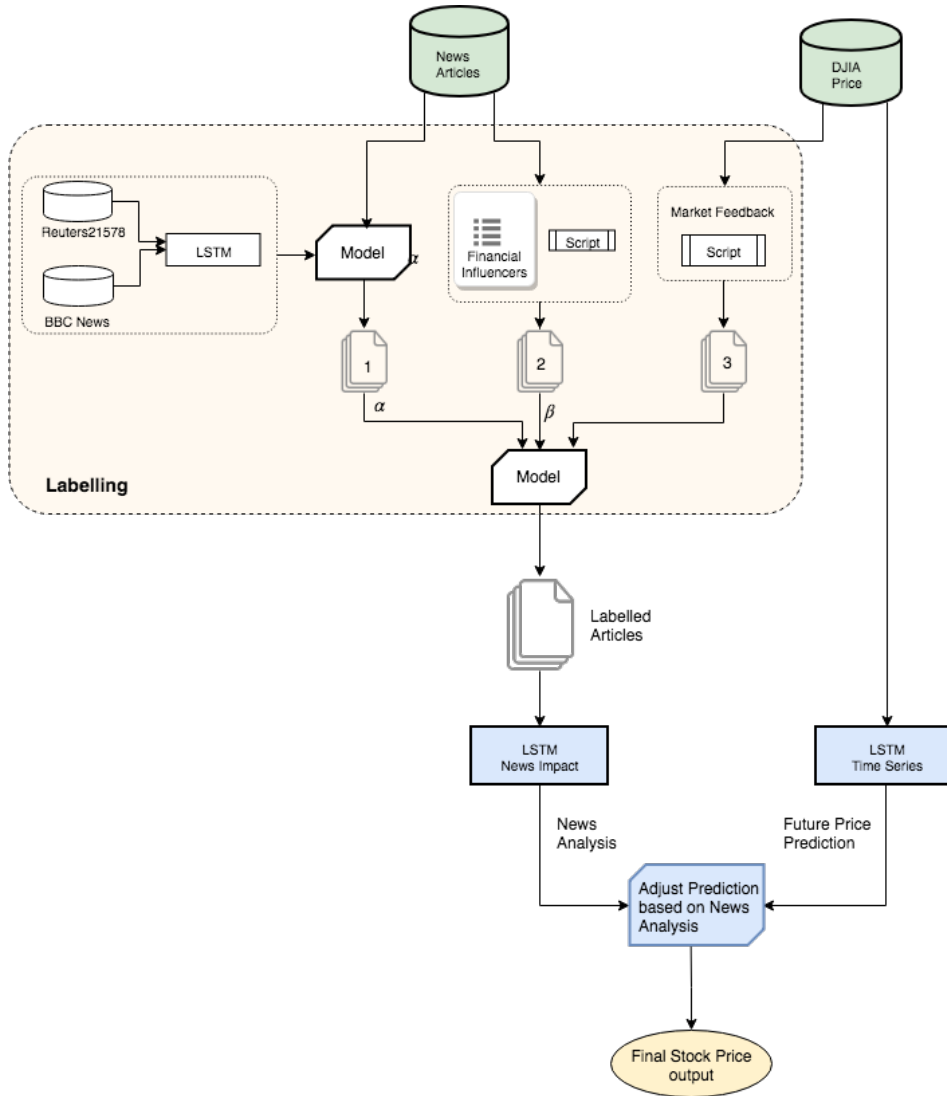 News
Articles
DJIA
Price
Reuters21578
BBC News
LSTM
Model
α
Financial
Influencers
Script
Market Feedback
Script
1
2
3
α
β
Model
Labelling
Labelled
Articles
LSTM
News Impact
LSTM
Time Series
News
Analysis
Future Price
Prediction
Adjust Prediction
based on News
Analysis
Final Stock Price
output